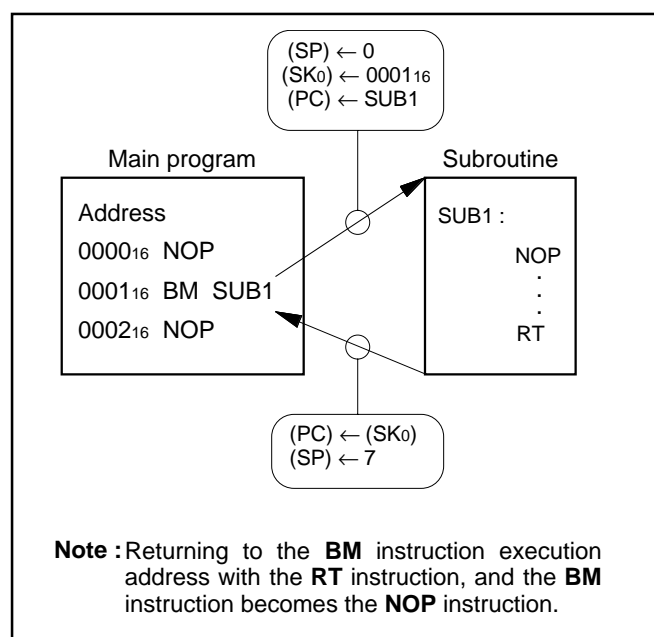 (SP) ← 0
(SK0) ← 000116
(PC) ← SUB1
Main program
Subroutine
Address
000016 NOP
000116 BM SUB1
000216 NOP
SUB1 :
NOP
.
.
.
RT
(PC) ← (SK0)
(SP) ← 7
Note : Returning to the BM instruction execution
address with the RT instruction, and the BM
instruction becomes the NOP instruction.